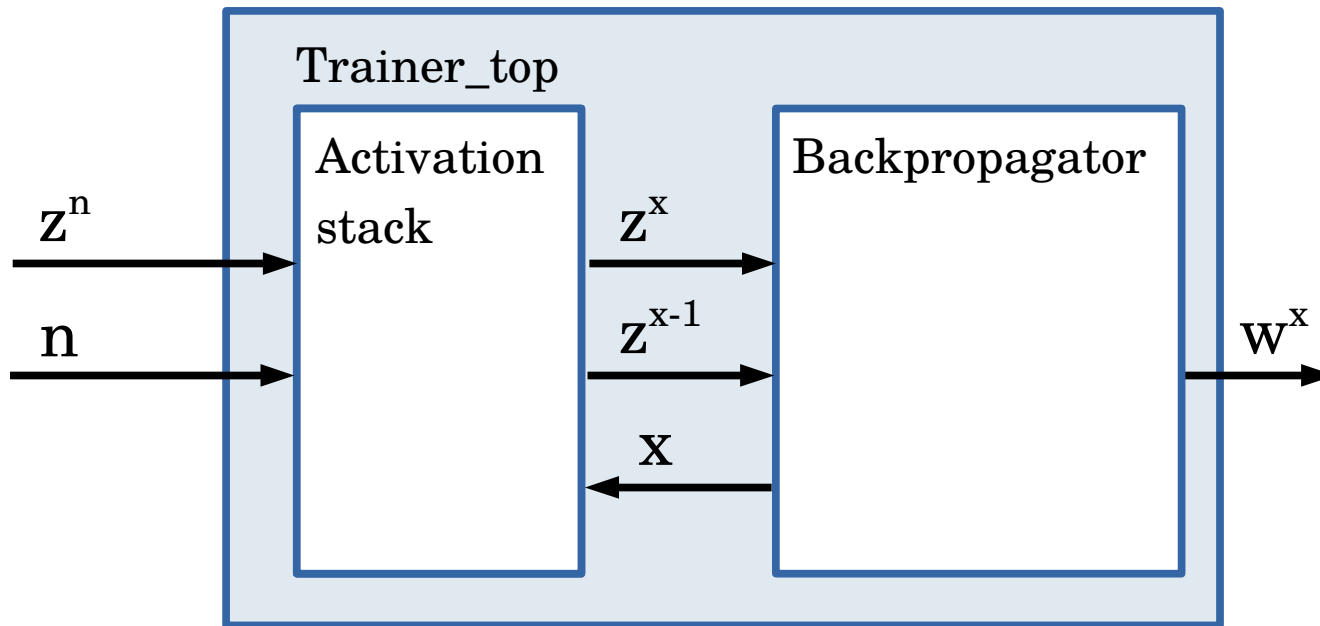 Trainer_top
Activation
stack
Backpropagator
z^n
n
z^x
z^x-1
x
w^x